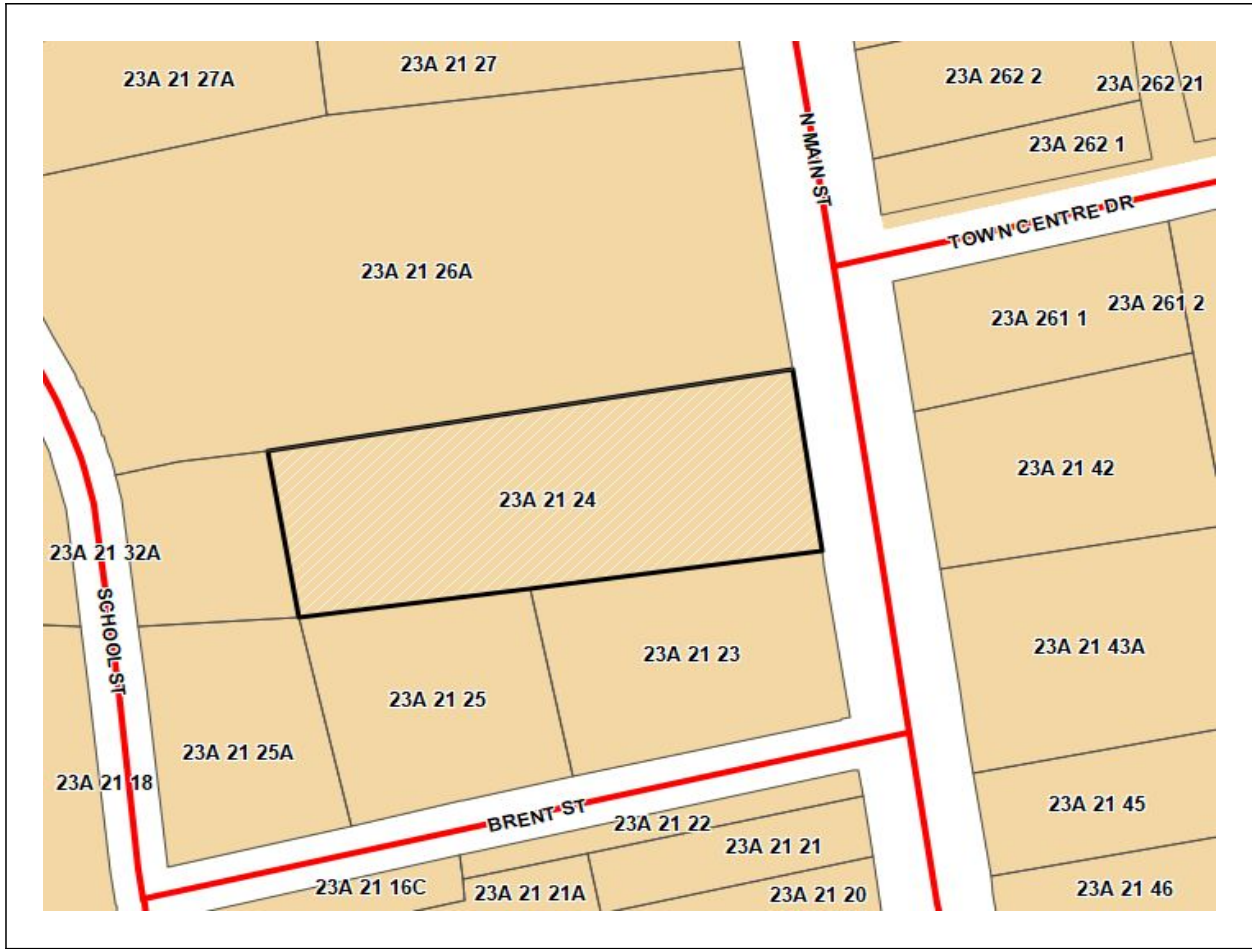 23A 21 27A
23A 21 27
23A 262 2
23A 262 21
23A 262 1
N MAIN ST
TOWN CENTRE DR
23A 21 26A
23A 261 1
23A 261 2
23A 21 42
23A 21 24
23A 21 32A
SCHOOL ST
23A 21 43A
23A 21 23
23A 21 25
23A 21 25A
23A 21 18
BRENT ST
23A 21 22
23A 21 45
23A 21 21
23A 21 16C
23A 21 21A
23A 21 20
23A 21 46